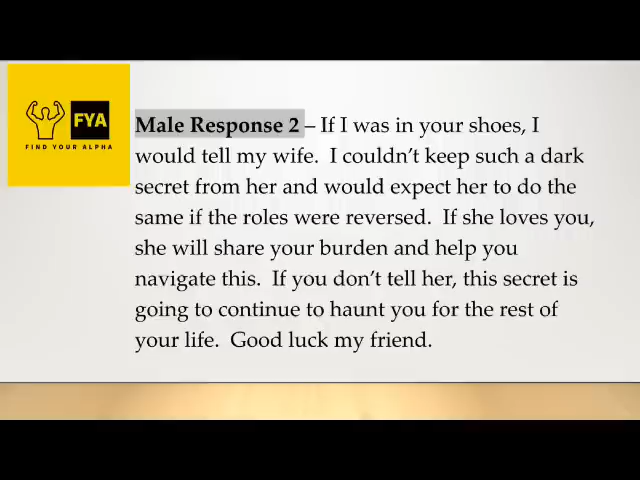 FYA
FIND YOUR ALPHA
Male Response 2 – If I was in your shoes, I
would tell my wife.  I couldn’t keep such a dark
secret from her and would expect her to do the
same if the roles were reversed.  If she loves you,
she will share your burden and help you
navigate this.  If you don’t tell her, this secret is
going to continue to haunt you for the rest of
your life.  Good luck my friend.